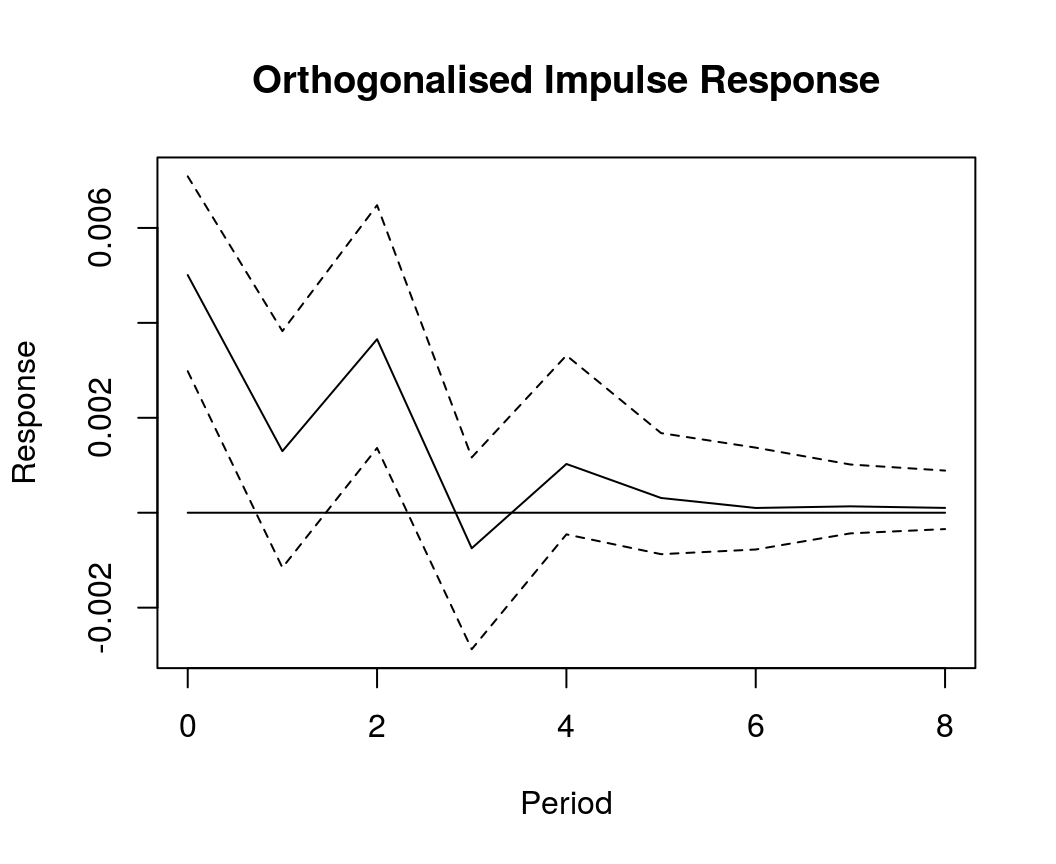 Orthogonalised Impulse Response
Response
0.006
0.002
-0.002
0 2 4 6 8
Period